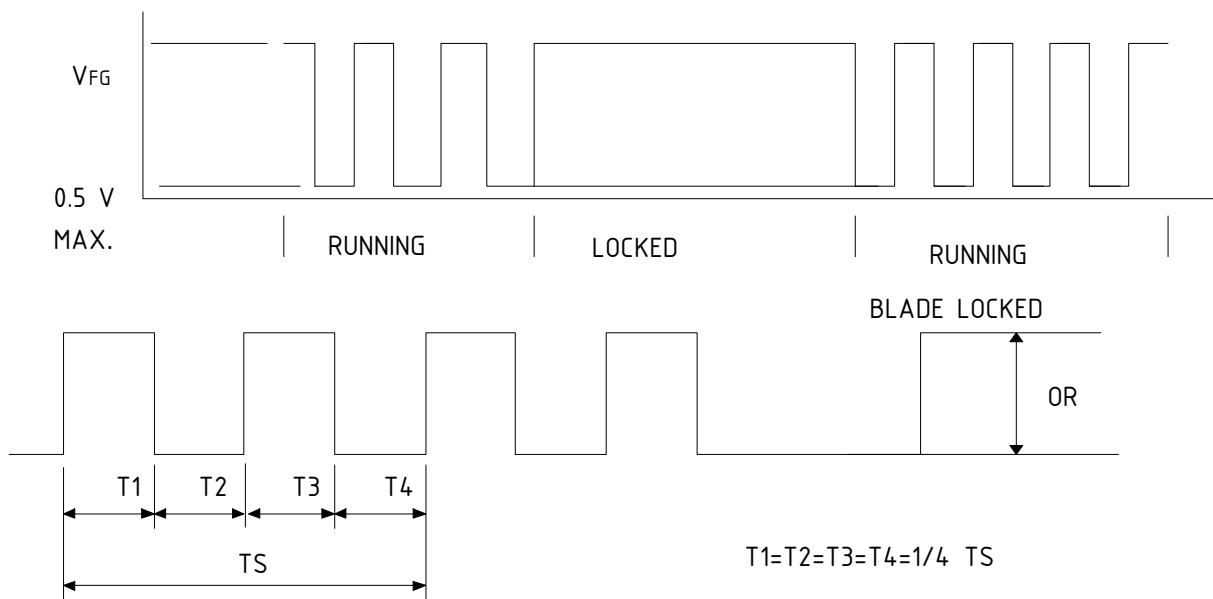 VFG
0.5 V
MAX.
RUNNING
LOCKED
RUNNING
BLADE LOCKED
OR
T1
T2
T3
T4
TS
T1=T2=T3=T4=1/4 TS